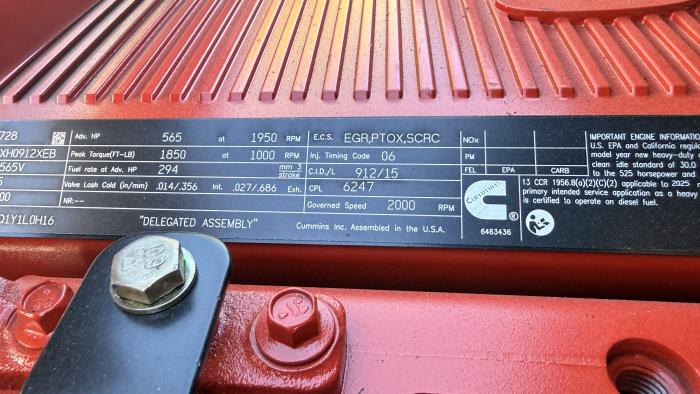 728
Adv. HP 565 at 1950 RPM
E.C.S. EGR,PTOX,SCRC
NOx
XH0912XEB
Peak Torque(FT-LB) 1850 at 1000 RPM
Inj. Timing Code 06
PM
565V
Fuel rate at Adv. HP 294 mm 3 stroke
C.I.D./L 912/15
FEL EPA CARB
5
Valve Lash Cold (in/mm) .014/.356 Int. .027/.686 Exh.
CPL 6247
00
NR:--
Governed Speed 2000 RPM
Q1Y1L0H16
"DELEGATED ASSEMBLY"
Cummins Inc. Assembled in the U.S.A.
Cummins
®
6463436
IMPORTANT ENGINE INFORMATI
U.S. EPA and California regul
model year new heavy-duty
clean idle standard of 30.0
to the 525 horsepower and
13 CCR 1956.8(a)(2)(C)(2) applicable to 2025
primary intended service application as a heavy
is certified to operate on diesel fuel.